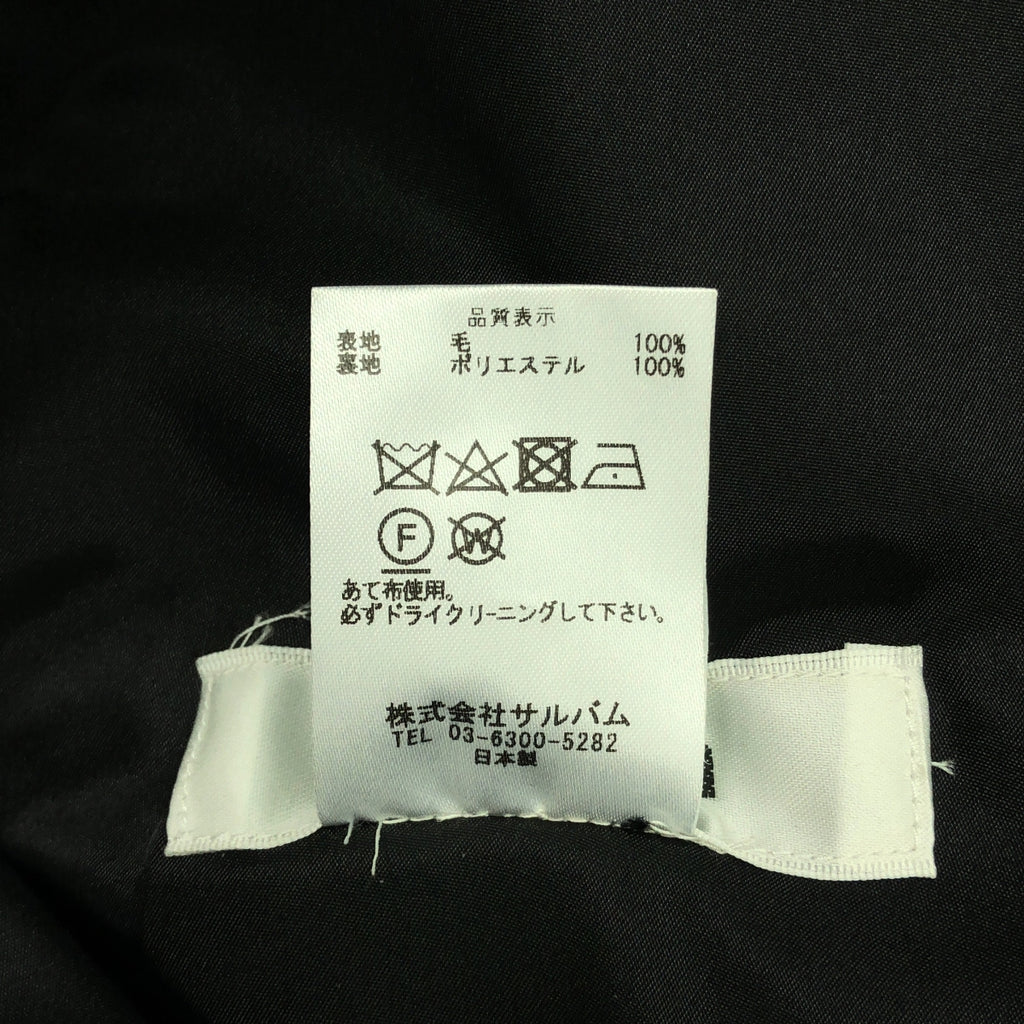 品質表示
表地 毛 100%
裏地 ポリエステル 100%
F W
あて布使用。
必ずドライクリーニングして下さい。
株式会社サルバム
TEL 03-6300-5282
日本製